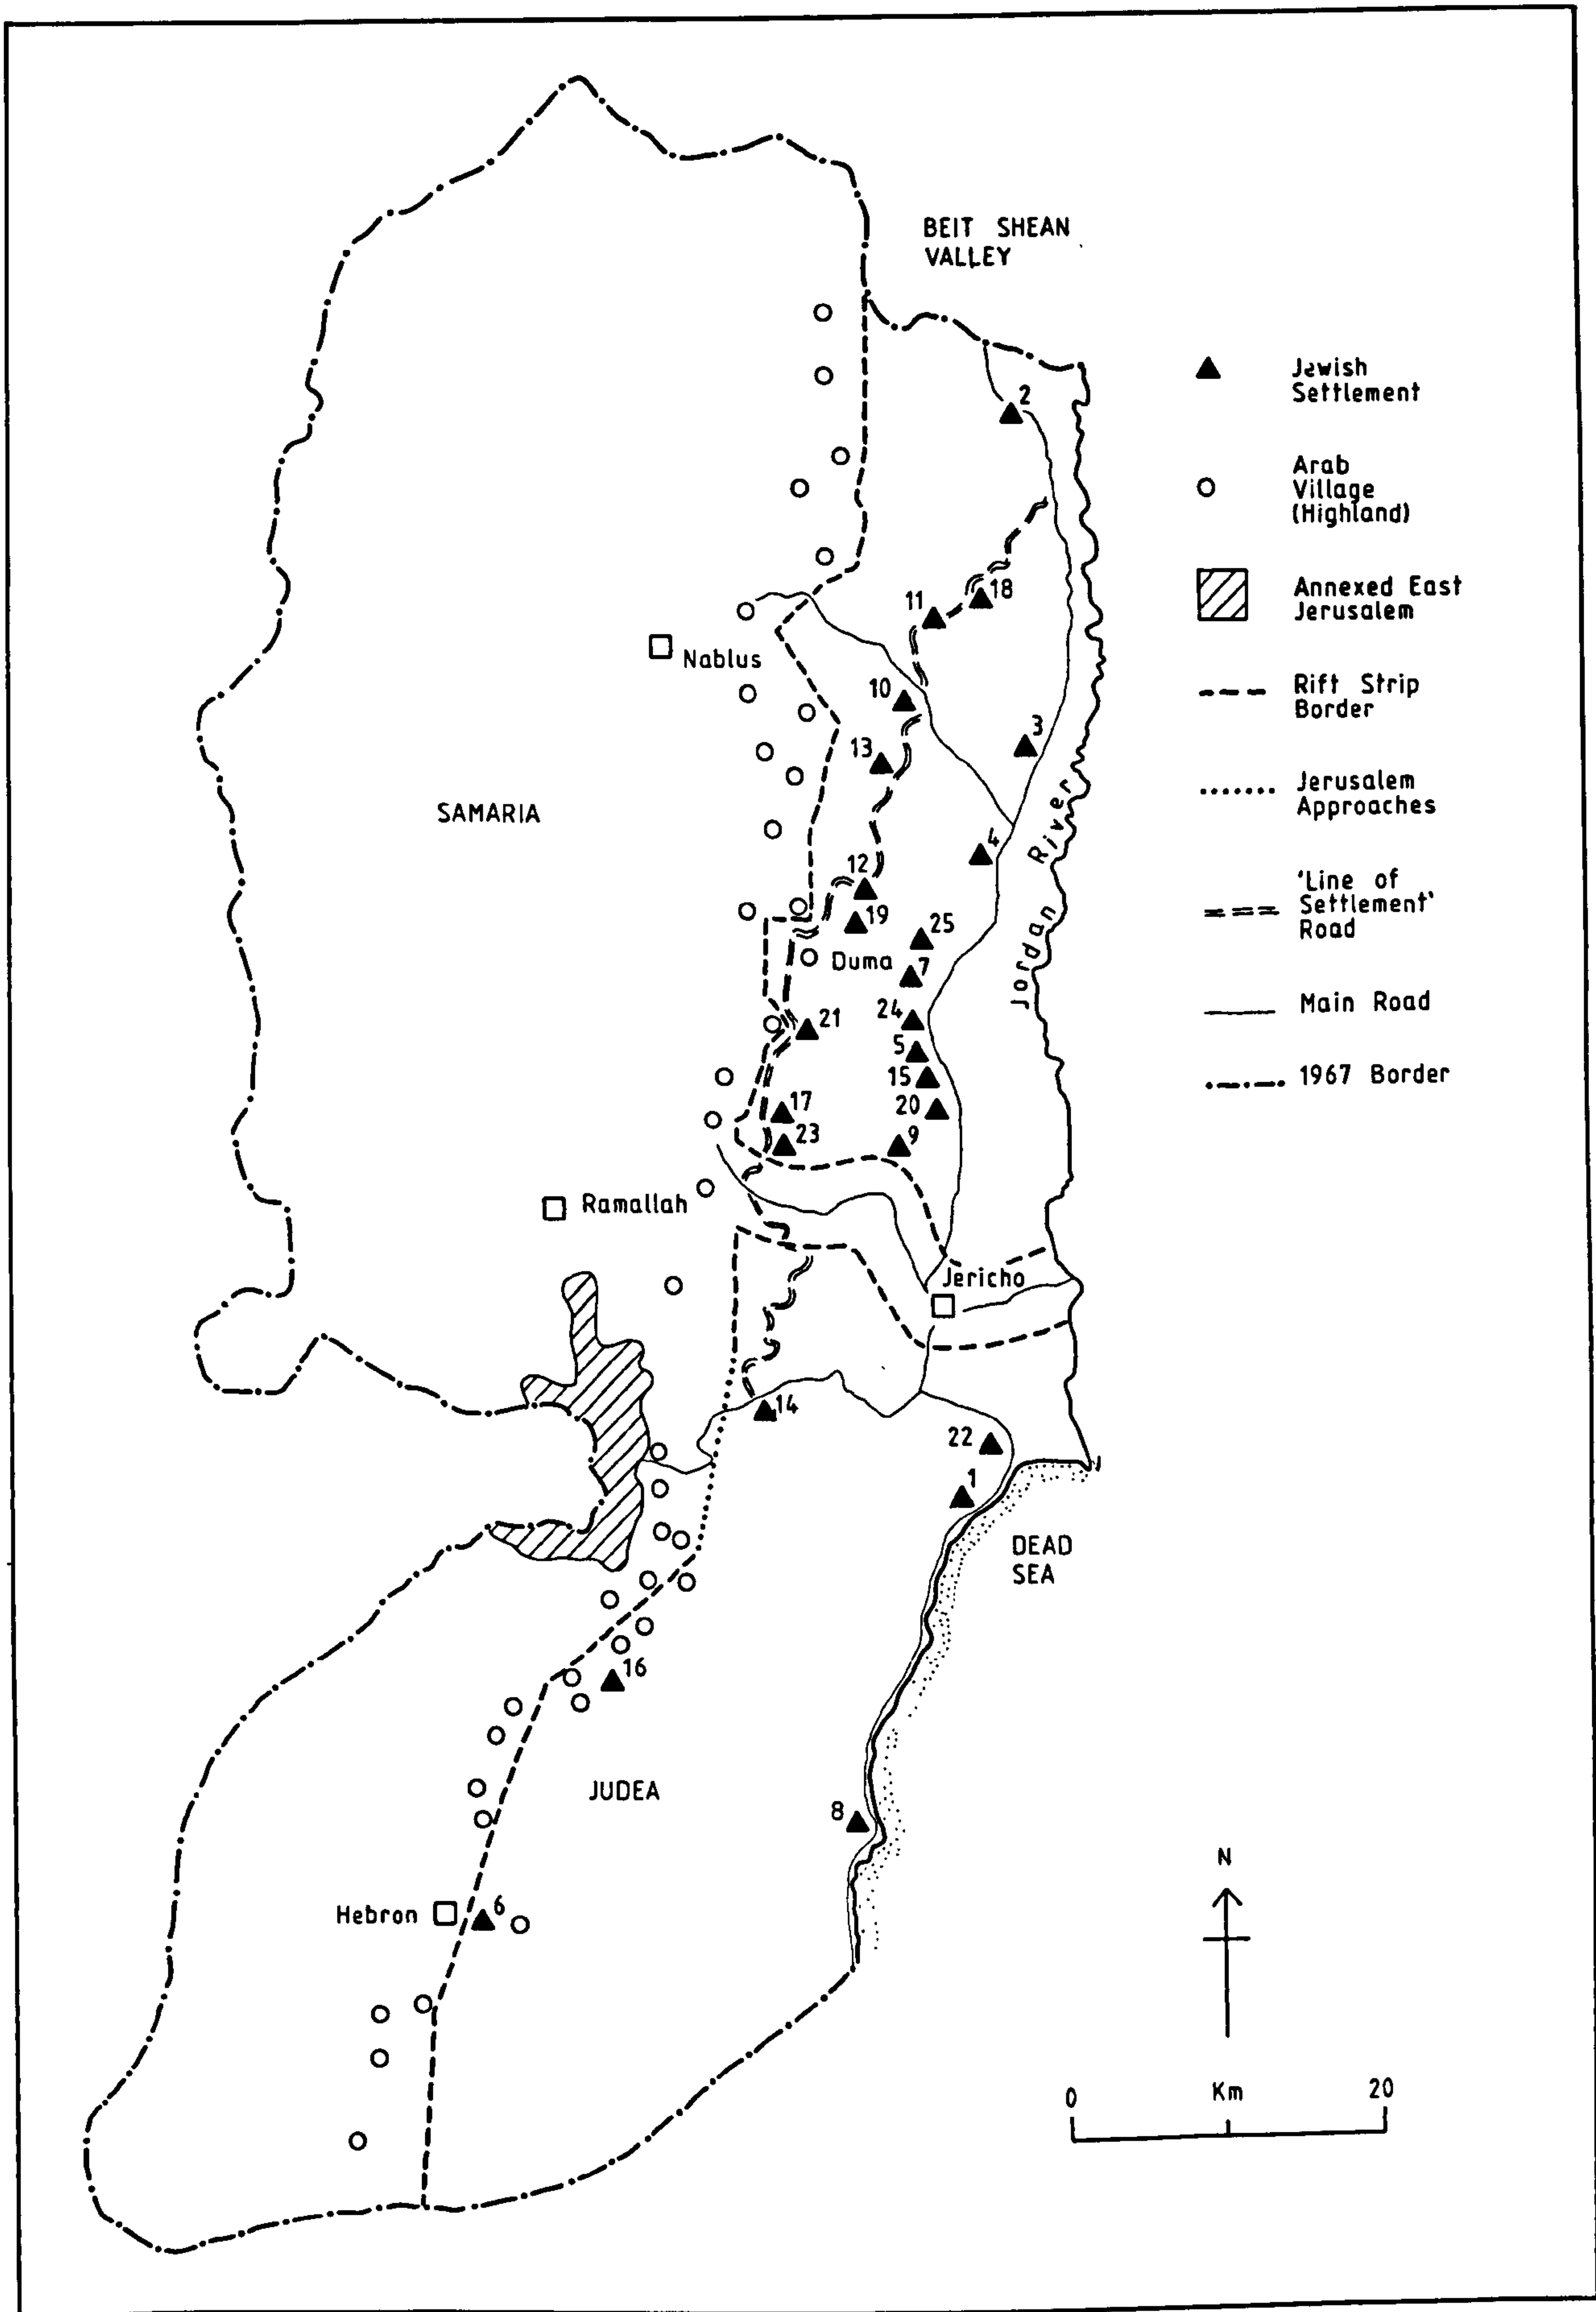 BEIT SHEAN
VALLEY
2
18
11
Nablus
10
3
13
SAMARIA
4
12
19
25
Duma
7
21
24
5
15
17
20
23
9
Ramallah
Jericho
14
22
1
DEAD
SEA
16
JUDEA
8
Hebron
6
Jordan River
Jewish
Settlement
Arab
Village
(Highland)
Annexed East
Jerusalem
Rift Strip
Border
Jerusalem
Approaches
'Line of
Settlement'
Road
Main Road
1967 Border
N
0 Km 20